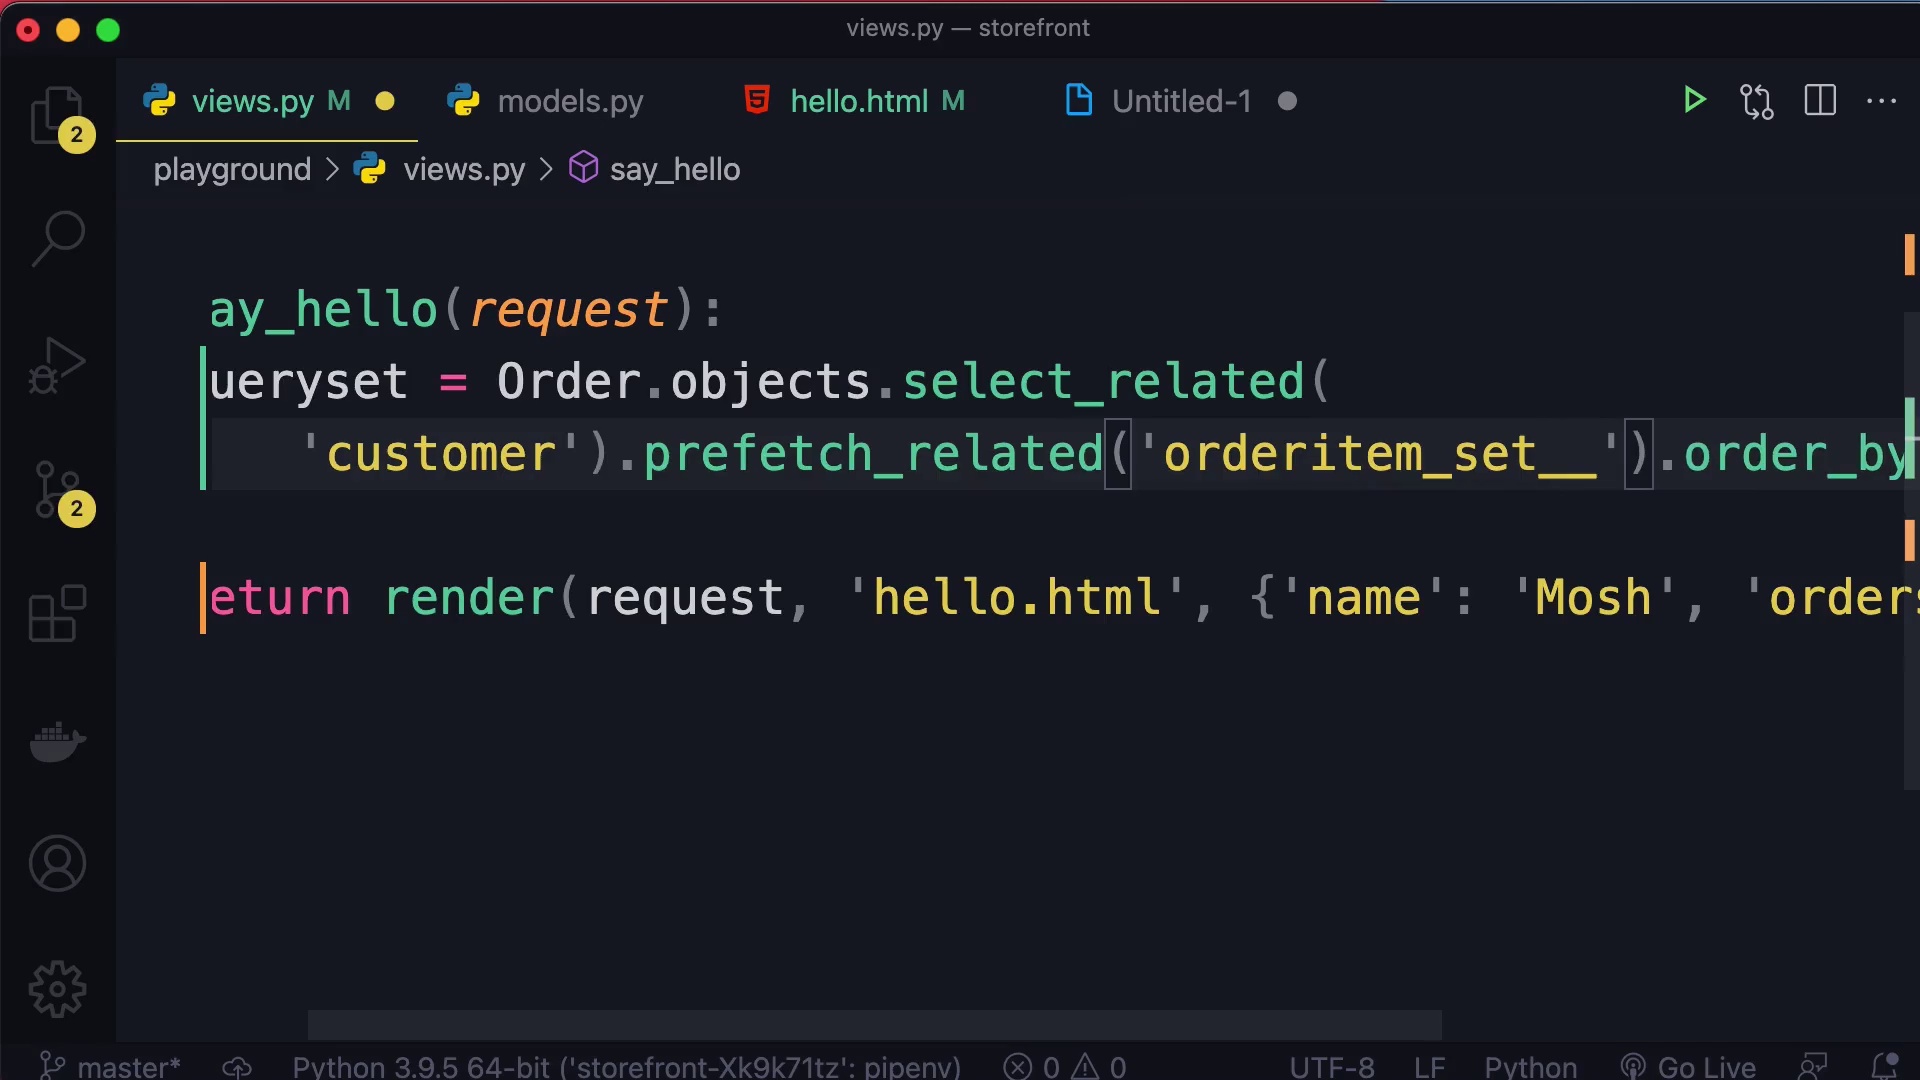 views.py — storefront
views.py M models.py hello.html M Untitled-1
2
playground > views.py > say_hello
ay_hello(request):
ueryset = Order.objects.select_related(
'customer').prefetch_related('orderitem_set__').order_by
2
eturn render(request, 'hello.html', {'name': 'Mosh', 'orders
master* Python 3.9.5 64-bit ('storefront-Xk9k71tz': pipenv) 0 0 UTF-8 LF Python Go Live